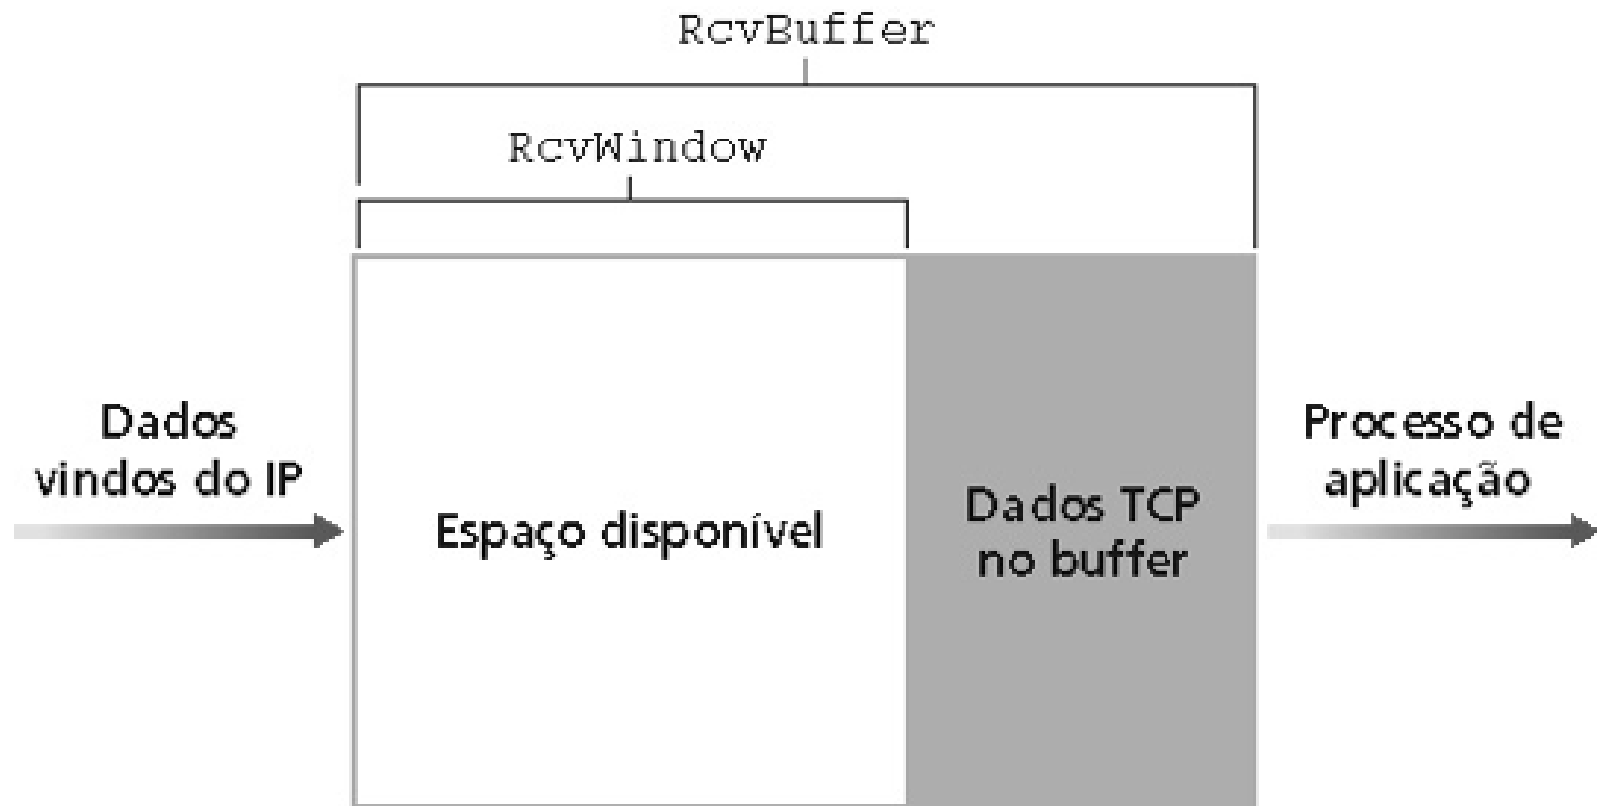 RcvBuffer
RcvWindow
Dados
vindos do IP
Espaço disponível
Dados TCP
no buffer
Processo de
aplicação